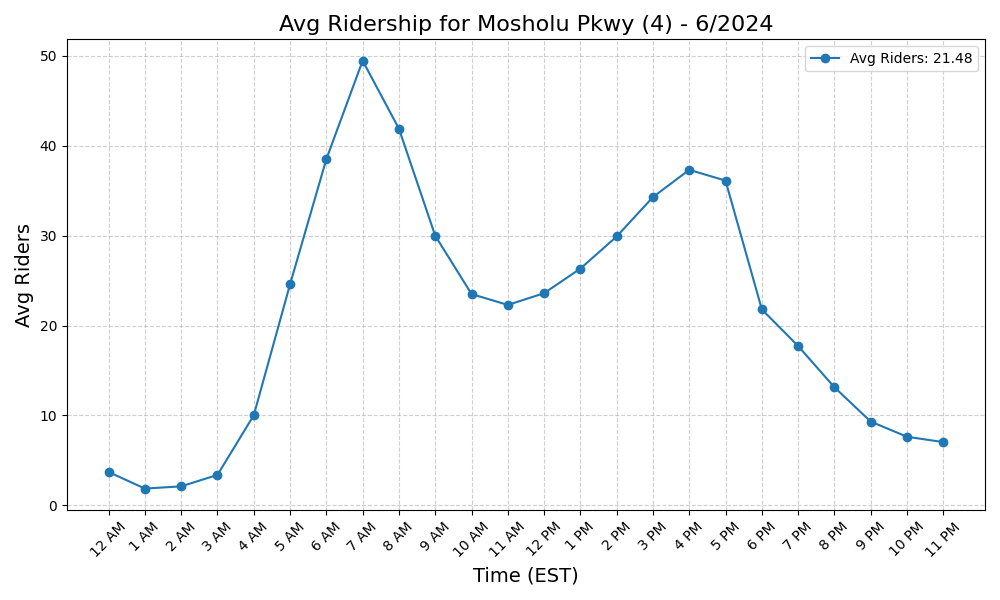 Avg Ridership for Mosholu Pkwy (4) - 6/2024
Avg Riders: 21.48
Avg Riders
50
40
30
20
10
0
12 AM
1 AM
2 AM
3 AM
4 AM
5 AM
6 AM
7 AM
8 AM
9 AM
10 AM
11 AM
12 PM
1 PM
2 PM
3 PM
4 PM
5 PM
6 PM
7 PM
8 PM
9 PM
10 PM
11 PM
Time (EST)